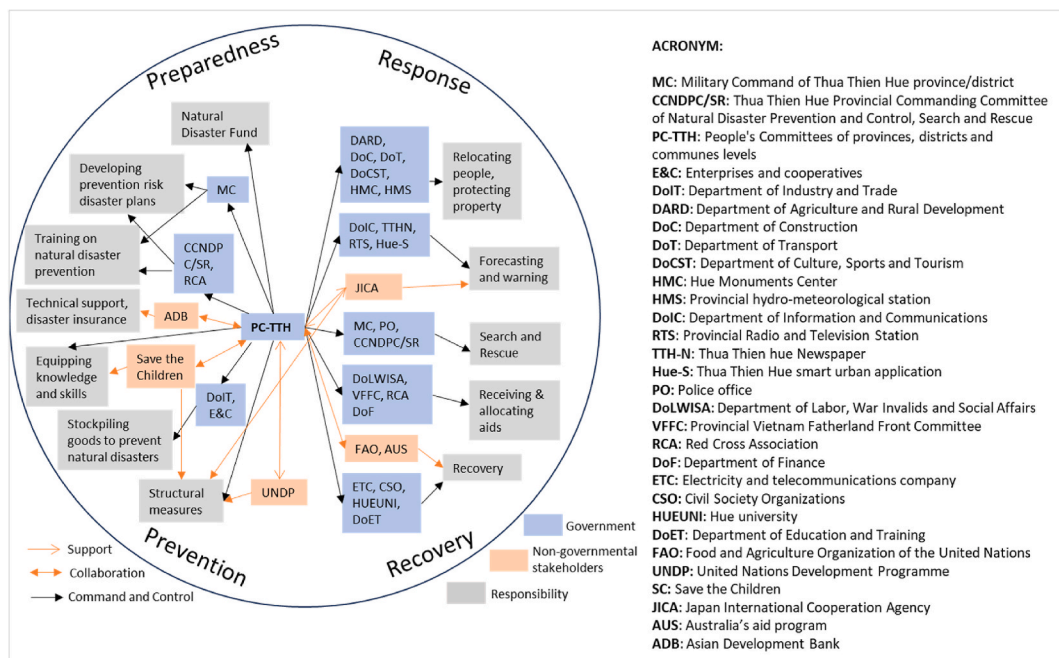 Preparedness
Response
Natural
Disaster Fund
Developing
prevention risk
disaster plans
MC
Training on
natural disaster
prevention
CCNDP
C/SR,
RCA
Technical support,
disaster insurance
ADB
PC-TTH
Equipping
knowledge
and skills
Save the
Children
DoIT,
E&C
Stockpiling
goods to prevent
natural disasters
Structural
measures
UNDP
DARD,
DoC, DoT,
DoCST,
HMC, HMS
Relocating
people,
protecting
property
DoIC, TTHN,
RTS, Hue-S
Forecasting
and warning
JICA
MC, PO,
CCNDPC/SR
Search and
Rescue
DoLWISA,
VFFC, RCA
DoF
Receiving &
allocating
aids
FAO, AUS
Recovery
ETC, CSO,
HUEUNI,
DoET
Prevention
Recovery
Support
Collaboration
Command and Control
Government
Non-governmental
stakeholders
Responsibility
ACRONYM:
MC: Military Command of Thua Thien Hue province/district
CCNDPC/SR: Thua Thien Hue Provincial Commanding Committee
of Natural Disaster Prevention and Control, Search and Rescue
PC-TTH: People's Committees of provinces, districts and
communes levels
E&C: Enterprises and cooperatives
DoIT: Department of Industry and Trade
DARD: Department of Agriculture and Rural Development
DoC: Department of Construction
DoT: Department of Transport
DoCST: Department of Culture, Sports and Tourism
HMC: Hue Monuments Center
HMS: Provincial hydro-meteorological station
DoIC: Department of Information and Communications
RTS: Provincial Radio and Television Station
TTH-N: Thua Thien hue Newspaper
Hue-S: Thua Thien Hue smart urban application
PO: Police office
DoLWISA: Department of Labor, War Invalids and Social Affairs
VFFC: Provincial Vietnam Fatherland Front Committee
RCA: Red Cross Association
DoF: Department of Finance
ETC: Electricity and telecommunications company
CSO: Civil Society Organizations
HUEUNI: Hue university
DoET: Department of Education and Training
FAO: Food and Agriculture Organization of the United Nations
UNDP: United Nations Development Programme
SC: Save the Children
JICA: Japan International Cooperation Agency
AUS: Australia's aid program
ADB: Asian Development Bank